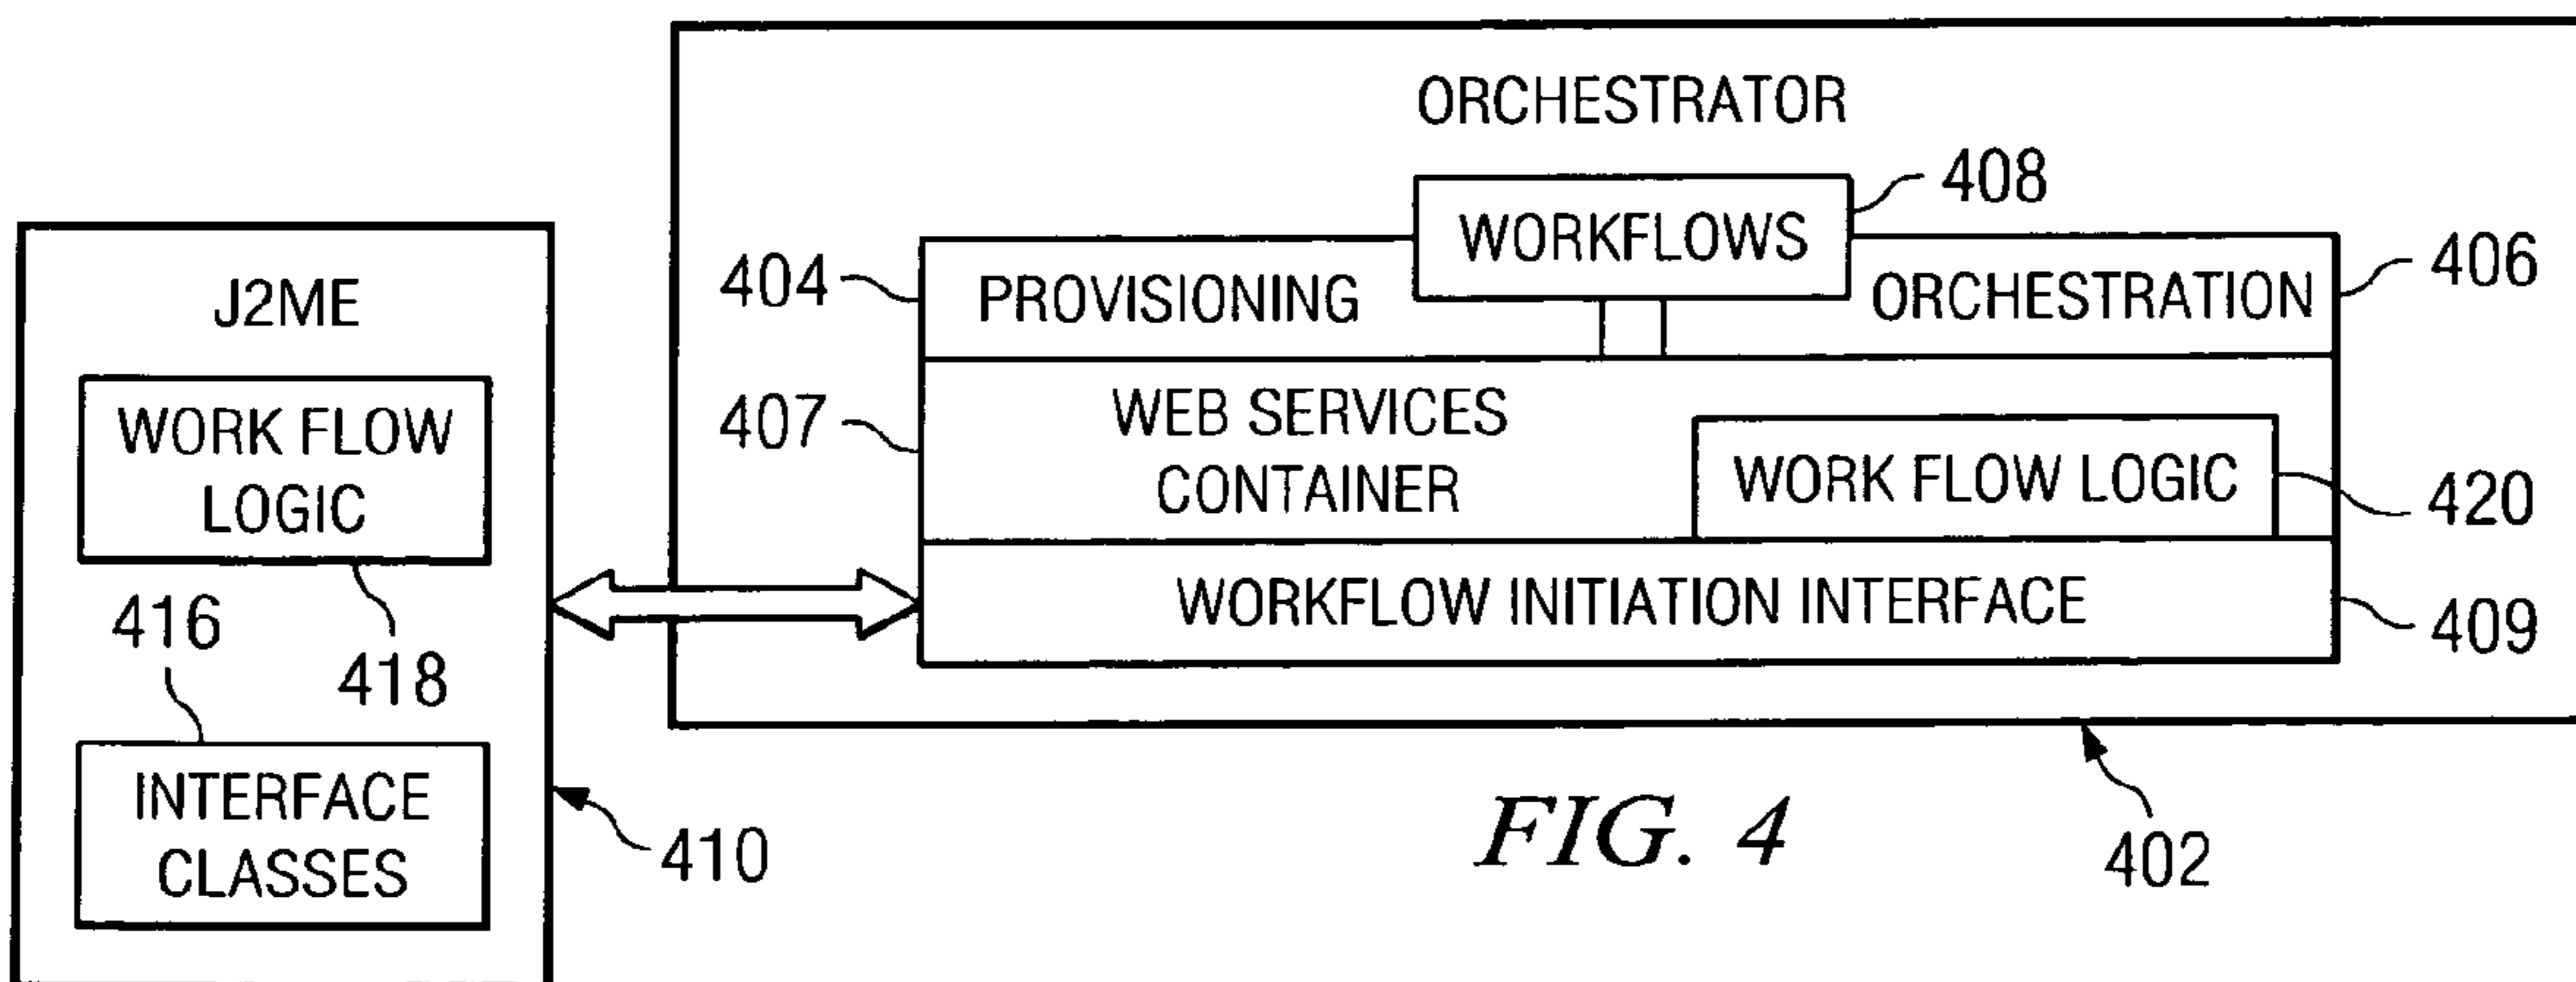 ORCHESTRATOR
WORKFLOWS
408
404
PROVISIONING
ORCHESTRATION
406
407
WEB SERVICES
CONTAINER
WORK FLOW LOGIC
420
WORKFLOW INITIATION INTERFACE
409
402
J2ME
WORK FLOW
LOGIC
418
416
INTERFACE
CLASSES
410
FIG. 4